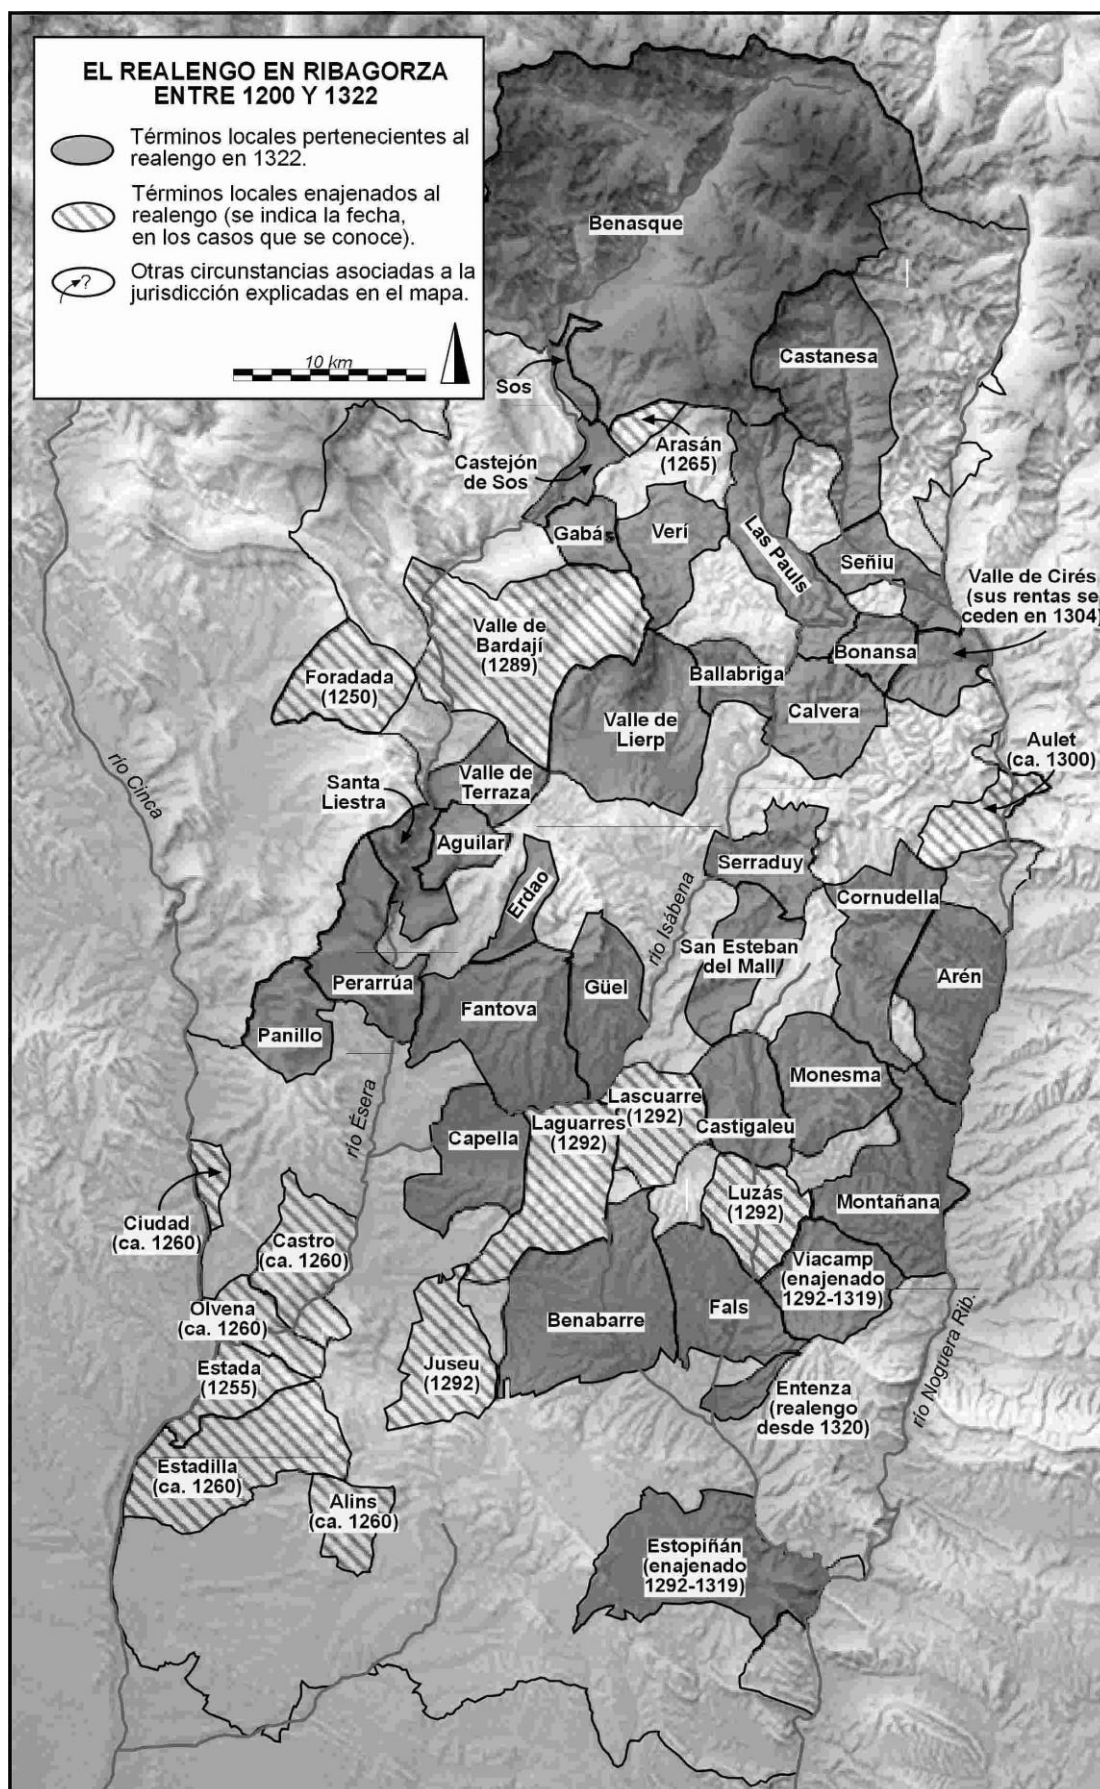 EL REALENGO EN RIBAGORZA
ENTRE 1200 Y 1322
Términos locales pertenecientes al
realengo en 1322.
Términos locales enajenados al
realengo (se indica la fecha,
en los casos que se conoce).
?
Otras circunstancias asociadas a la
jurisdicción explicadas en el mapa.
10 km
Benasque
Castanesa
Sos
Arasán
(1265)
Castejón
de Sos
Gabás
Verí
Las Pauls
Señiu
Valle de Cirés
(sus rentas se
ceden en 1304)
Valle de
Bardají
(1289)
Bonansa
Foradada
(1250)
Ballabriga
Calvera
Valle de
Lierp
Aulet
(ca. 1300)
río Cinca
Santa
Liestra
Valle de
Terraza
Aguilar
Serraduy
Erdao
Cornudella
río Isábena
San Esteban
del Mall
Arén
Perarrúa
Güel
Fantova
Panillo
Monesma
río Ésera
Lascuarre
(1292)
Capella
Laguarres
(1292)
Castigaleu
Luzás
(1292)
Montañana
Ciudad
(ca. 1260)
Castro
(ca. 1260)
Viacamp
(enajenado
1292-1319)
Olvena
(ca. 1260)
Benabarre
Fals
río Noguera Rib.
Estada
(1255)
Juseu
(1292)
Entenza
(realengo
desde 1320)
Estadilla
(ca. 1260)
Alins
(ca. 1260)
Estopiñán
(enajenado
1292-1319)